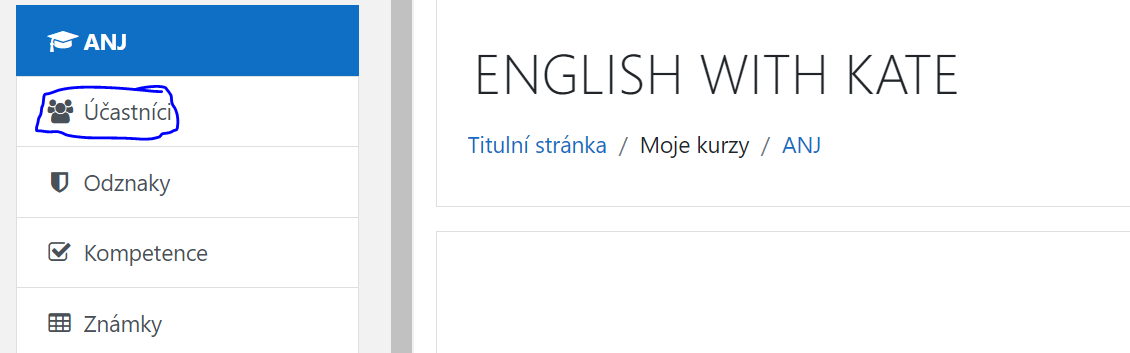 ANJ
Účastníci
Odznaky
Kompetence
Známky
ENGLISH WITH KATE
Titulní stránka / Moje kurzy / ANJ